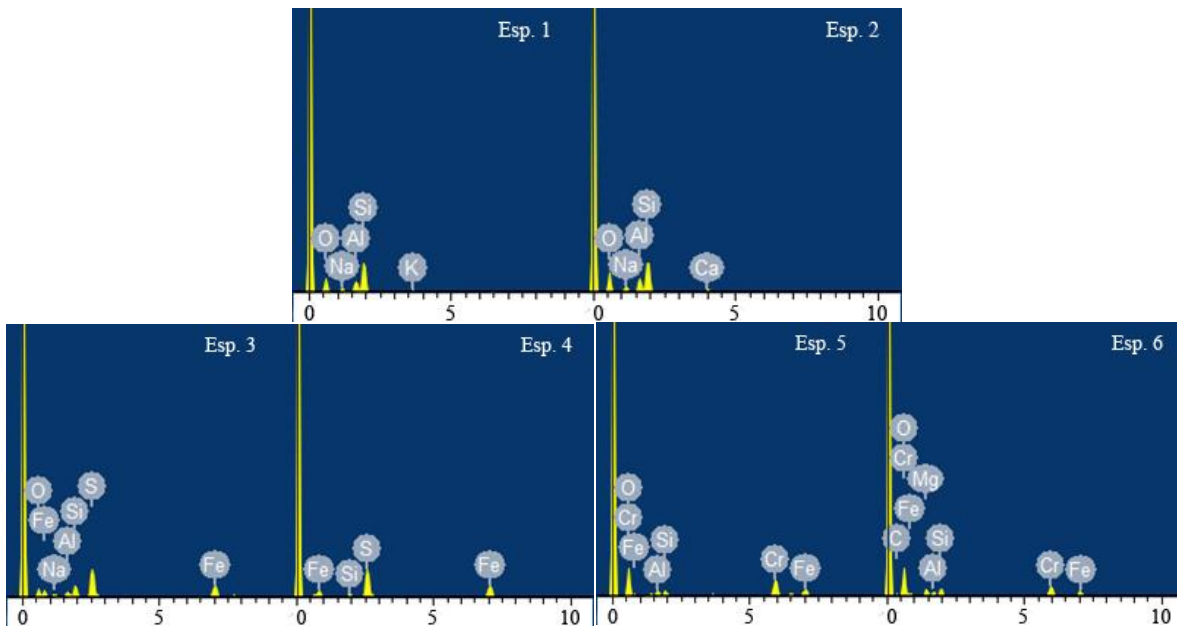 Esp. 1
O
Na
Al
Si
K
0 5
Esp. 2
O
Na
Al
Si
Ca
0 5 10
Esp. 3
O
Fe
Na
Al
Si
S
Fe
0 5
Esp. 4
Fe
Si
S
Fe
0 5 10
Esp. 5
O
Cr
Fe
Al
Si
Cr
Fe
0 5
Esp. 6
O
Cr
Mg
Fe
C
Si
Al
Cr
Fe
0 5 10